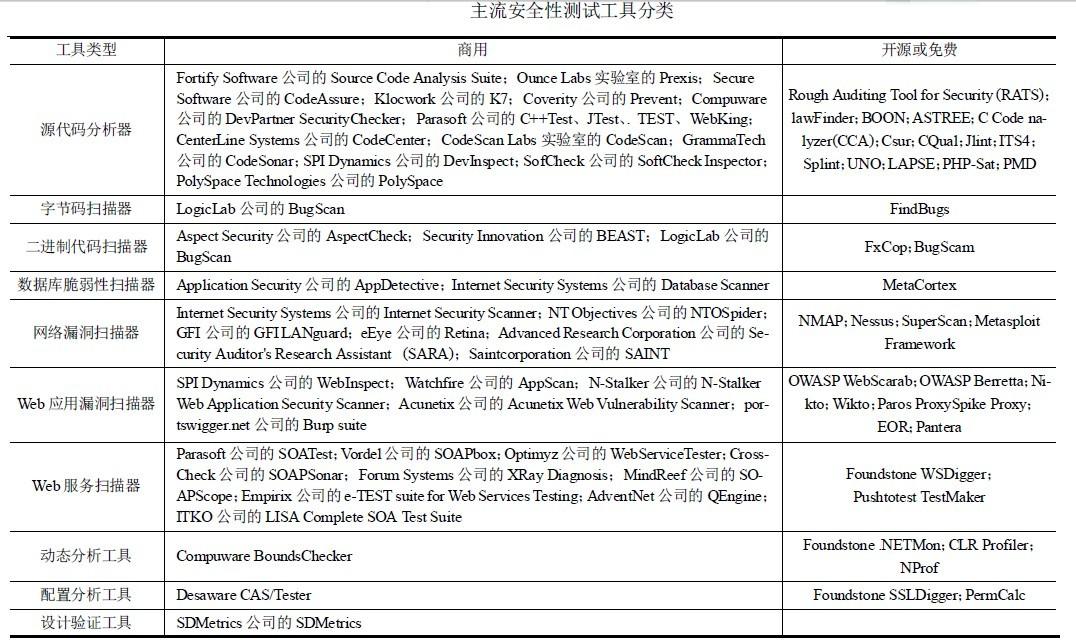 主流安全性测试工具分类
工具类型 商用 开源或免费
源代码分析器
Fortify Software 公司的 Source Code Analysis Suite；Ounce Labs 实验室的 Prexis；Secure
Software 公司的 CodeAssure；Klocwork 公司的 K7；Coverity 公司的 Prevent；Compuware
公司的 DevPartner SecurityChecker；Parasoft 公司的 C++Test、JTest、．TEST、WebKing；
CenterLine Systems 公司的 CodeCenter；CodeScan Labs 实验室的 CodeScan；GrammaTech
公司的 CodeSonar；SPI Dynamics 公司的 DevInspect；SofCheck 公司的 SoftCheck Inspector；
PolySpace Technologies 公司的 PolySpace
Rough Auditing Tool for Security (RATS)；
lawFinder；BOON；ASTREE；C Code na-
lyzer(CCA)；Csur；CQual；Jlint；ITS4；
Splint；UNO；LAPSE；PHP-Sat；PMD
字节码扫描器
LogicLab 公司的 BugScan
FindBugs
二进制代码扫描器
Aspect Security 公司的 AspectCheck；Security Innovation 公司的 BEAST；LogicLab 公司的
BugScan
FxCop；BugScam
数据库脆弱性扫描器
Application Security 公司的 AppDetective；Internet Security Systems 公司的 Database Scanner
MetaCortex
网络漏洞扫描器
Internet Security Systems 公司的 Internet Security Scanner；NT Objectives 公司的 NTOSpider；
GFI 公司的 GFI LANguard；eEye 公司的 Retina；Advanced Research Corporation 公司的 Se-
curity Auditor's Research Assistant（SARA）；Saintcorporation 公司的 SAINT
NMAP；Nessus；SuperScan；Metasploit
Framework
Web 应用漏洞扫描器
SPI Dynamics 公司的 WebInspect；Watchfire 公司的 AppScan；N-Stalker 公司的 N-Stalker
Web Application Security Scanner；Acunetix 公司的 Acunetix Web Vulnerability Scanner；por-
tswigger.net 公司的 Burp suite
OWASP WebScarab；OWASP Berretta；Ni-
kto；Wikto；Paros ProxySpike Proxy；
EOR；Pantera
Web 服务扫描器
Parasoft 公司的 SOATest；Vordel 公司的 SOAPbox；Optimyz 公司的 WebServiceTester；Cross-
Check 公司的 SOAPSonar；Forum Systems 公司的 XRay Diagnosis；MindReef 公司的 SO-
APScope；Empirix 公司的 e-TEST suite for Web Services Testing；AdventNet 公司的 QEngine；
ITKO 公司的 LISA Complete SOA Test Suite
Foundstone WSDigger；
Pushtotest TestMaker
动态分析工具
Compuware BoundsChecker
Foundstone .NETMon；CLR Profiler；
NProf
配置分析工具
Desaware CAS/Tester
Foundstone SSLDigger；PermCalc
设计验证工具
SDMetrics 公司的 SDMetrics